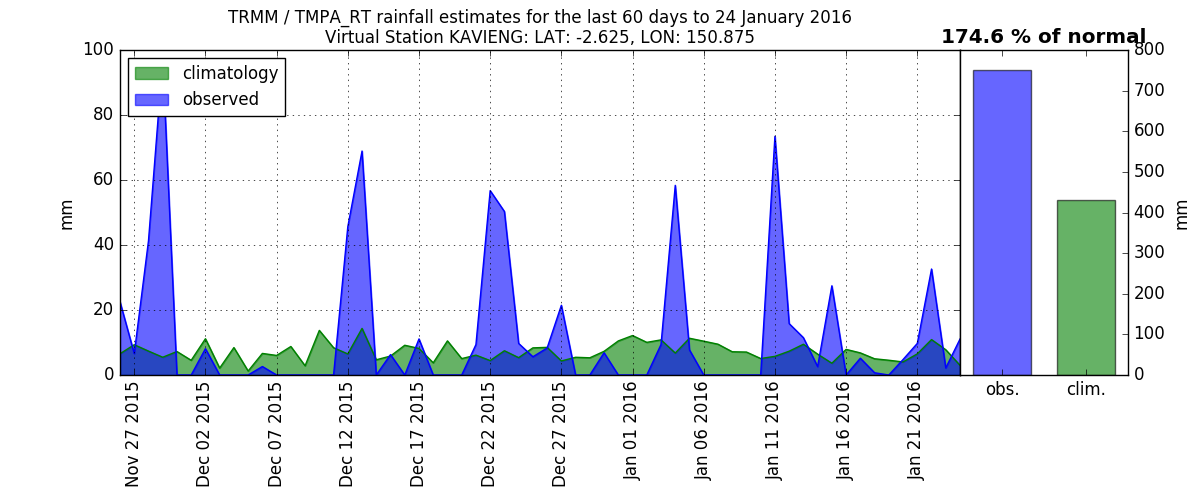 TRMM / TMPA_RT rainfall estimates for the last 60 days to 24 January 2016
Virtual Station KAVIENG: LAT: -2.625, LON: 150.875
174.6 % of normal
climatology
observed
mm
100
80
60
40
20
0
Nov 27 2015
Dec 02 2015
Dec 07 2015
Dec 12 2015
Dec 17 2015
Dec 22 2015
Dec 27 2015
Jan 01 2016
Jan 06 2016
Jan 11 2016
Jan 16 2016
Jan 21 2016
800
700
600
500
400
300
200
100
0
mm
obs.
clim.